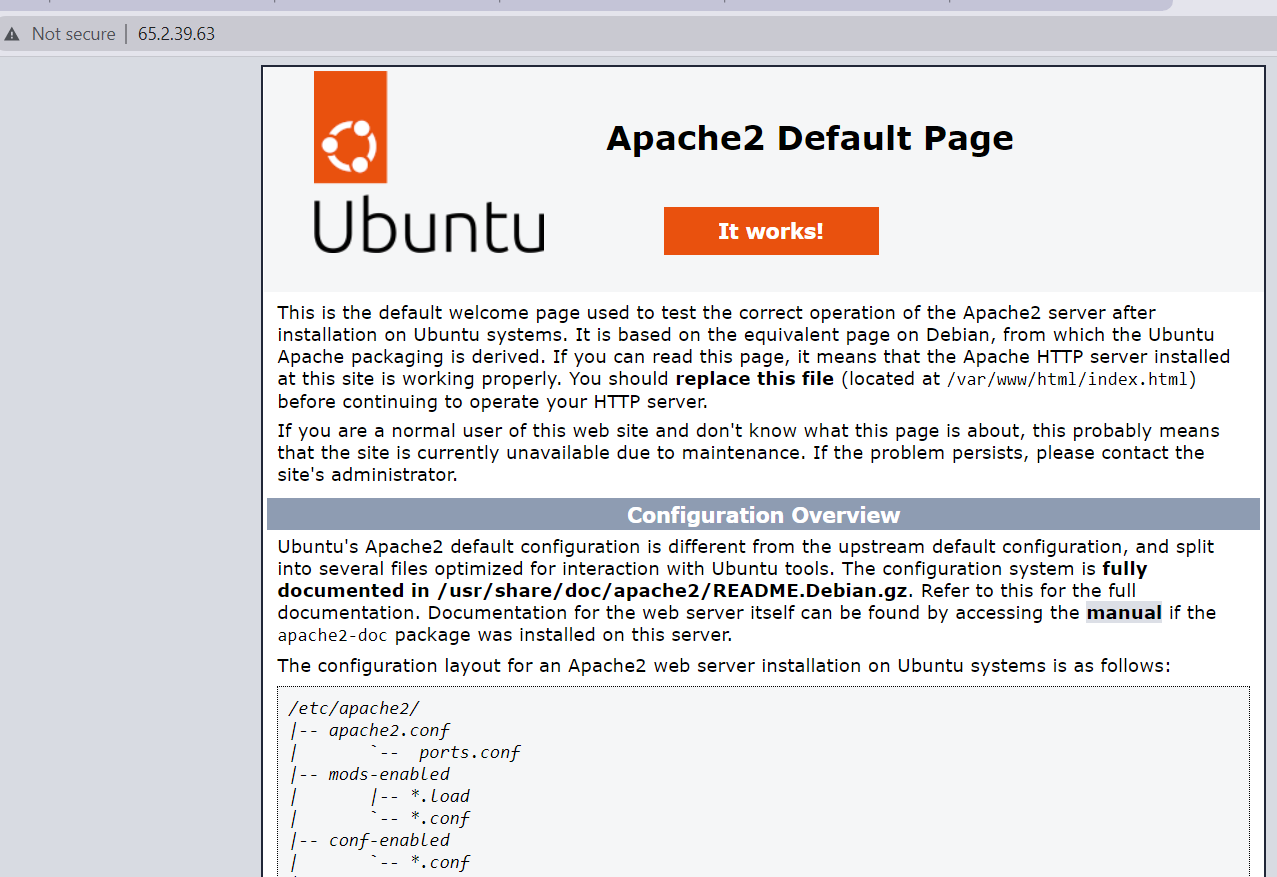 Not secure | 65.2.39.63
Apache2 Default Page
Ubuntu
It works!
This is the default welcome page used to test the correct operation of the Apache2 server after
installation on Ubuntu systems. It is based on the equivalent page on Debian, from which the Ubuntu
Apache packaging is derived. If you can read this page, it means that the Apache HTTP server installed
at this site is working properly. You should replace this file (located at /var/www/html/index.html)
before continuing to operate your HTTP server.
If you are a normal user of this web site and don't know what this page is about, this probably means
that the site is currently unavailable due to maintenance. If the problem persists, please contact the
site's administrator.
Configuration Overview
Ubuntu's Apache2 default configuration is different from the upstream default configuration, and split
into several files optimized for interaction with Ubuntu tools. The configuration system is fully
documented in /usr/share/doc/apache2/README.Debian.gz. Refer to this for the full
documentation. Documentation for the web server itself can be found by accessing the manual if the
apache2-doc package was installed on this server.
The configuration layout for an Apache2 web server installation on Ubuntu systems is as follows:
/etc/apache2/
|-- apache2.conf
|       `--  ports.conf
|-- mods-enabled
|       |-- *.load
|       `-- *.conf
|-- conf-enabled
|       `-- *.conf